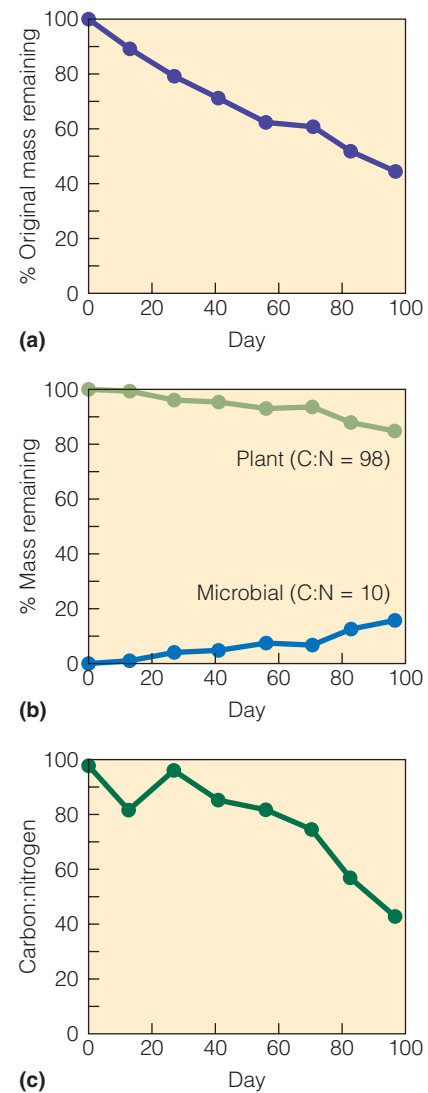 % Original mass remaining
100
80
60
40
20
0
0 20 40 60 80 100
(a) Day
% Mass remaining
100
80
60
40
20
0
Plant (C:N = 98)
Microbial (C:N = 10)
0 20 40 60 80 100
(b) Day
Carbon:nitrogen
100
80
60
40
20
0
0 20 40 60 80 100
(c) Day